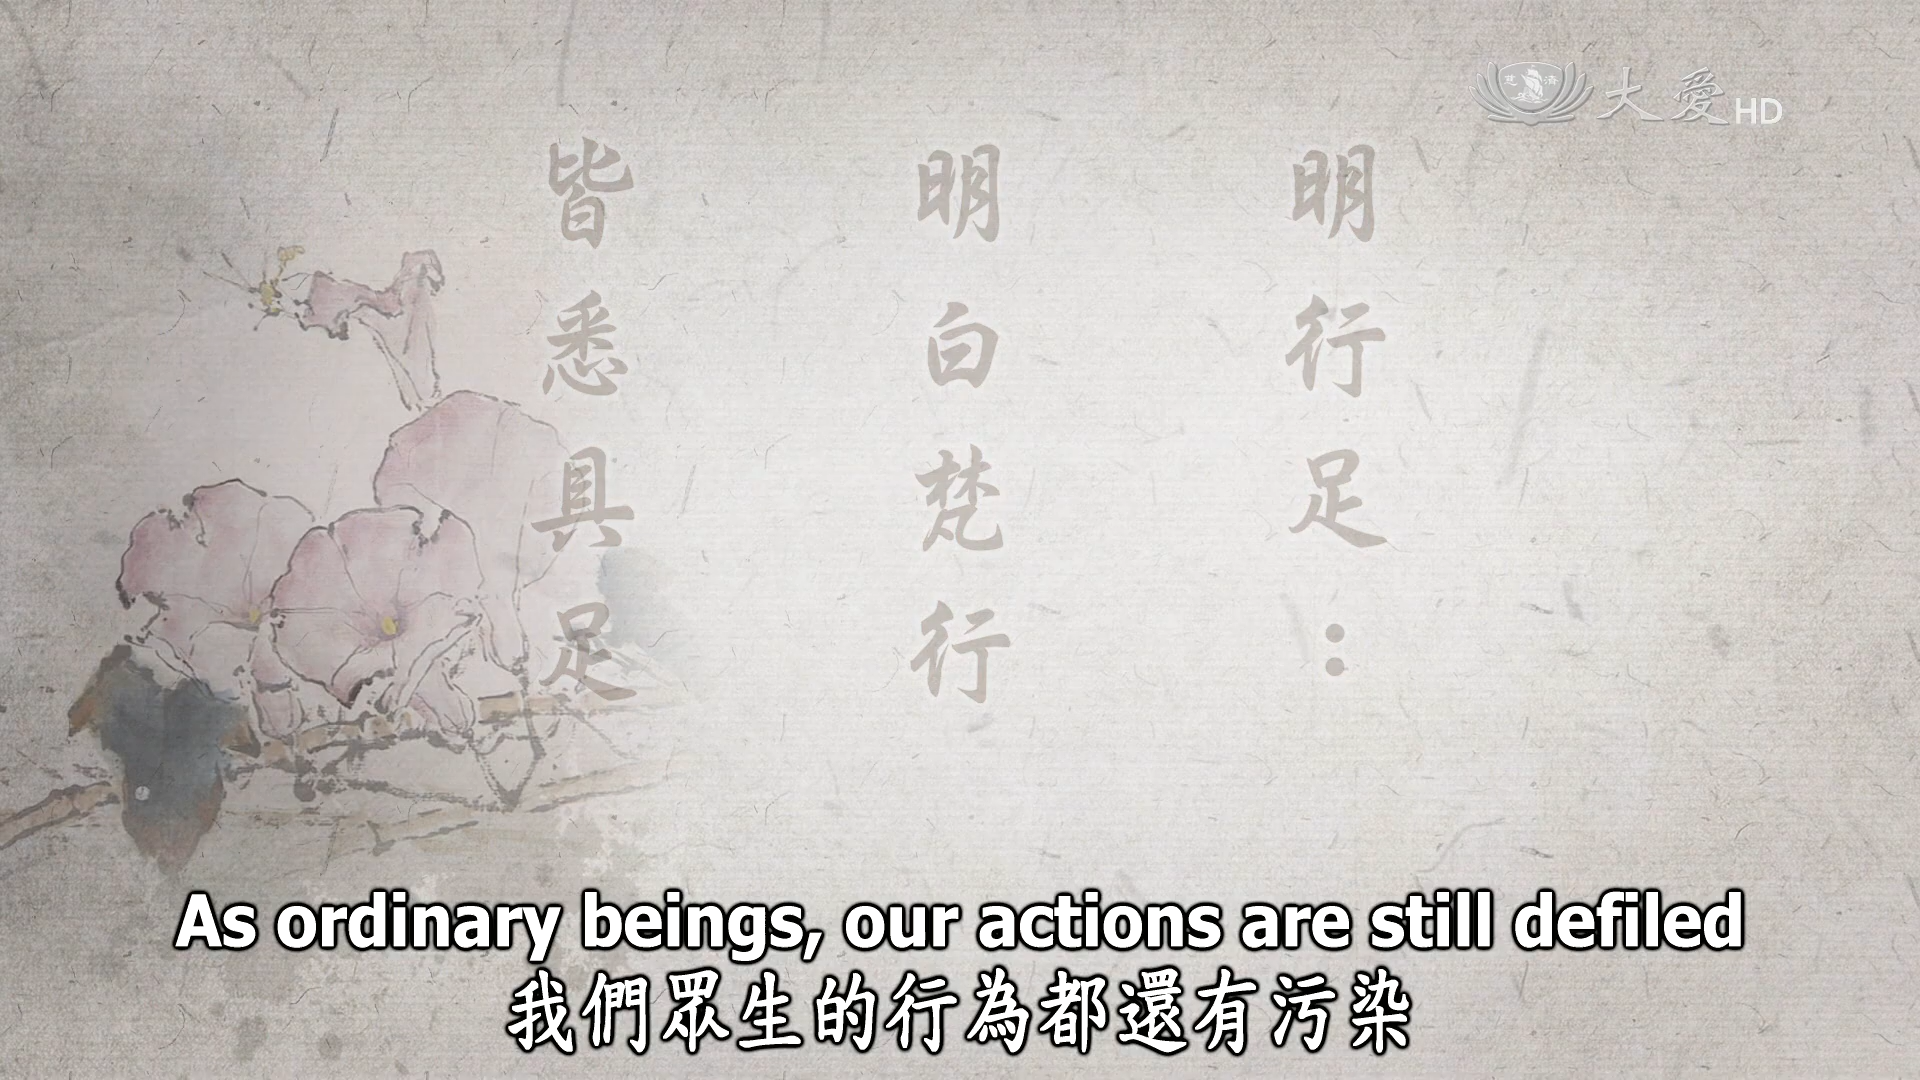 大愛HD
明行足：
明白梵行
皆悉具足
As ordinary beings, our actions are still defiled
我們眾生的行為都還有污染